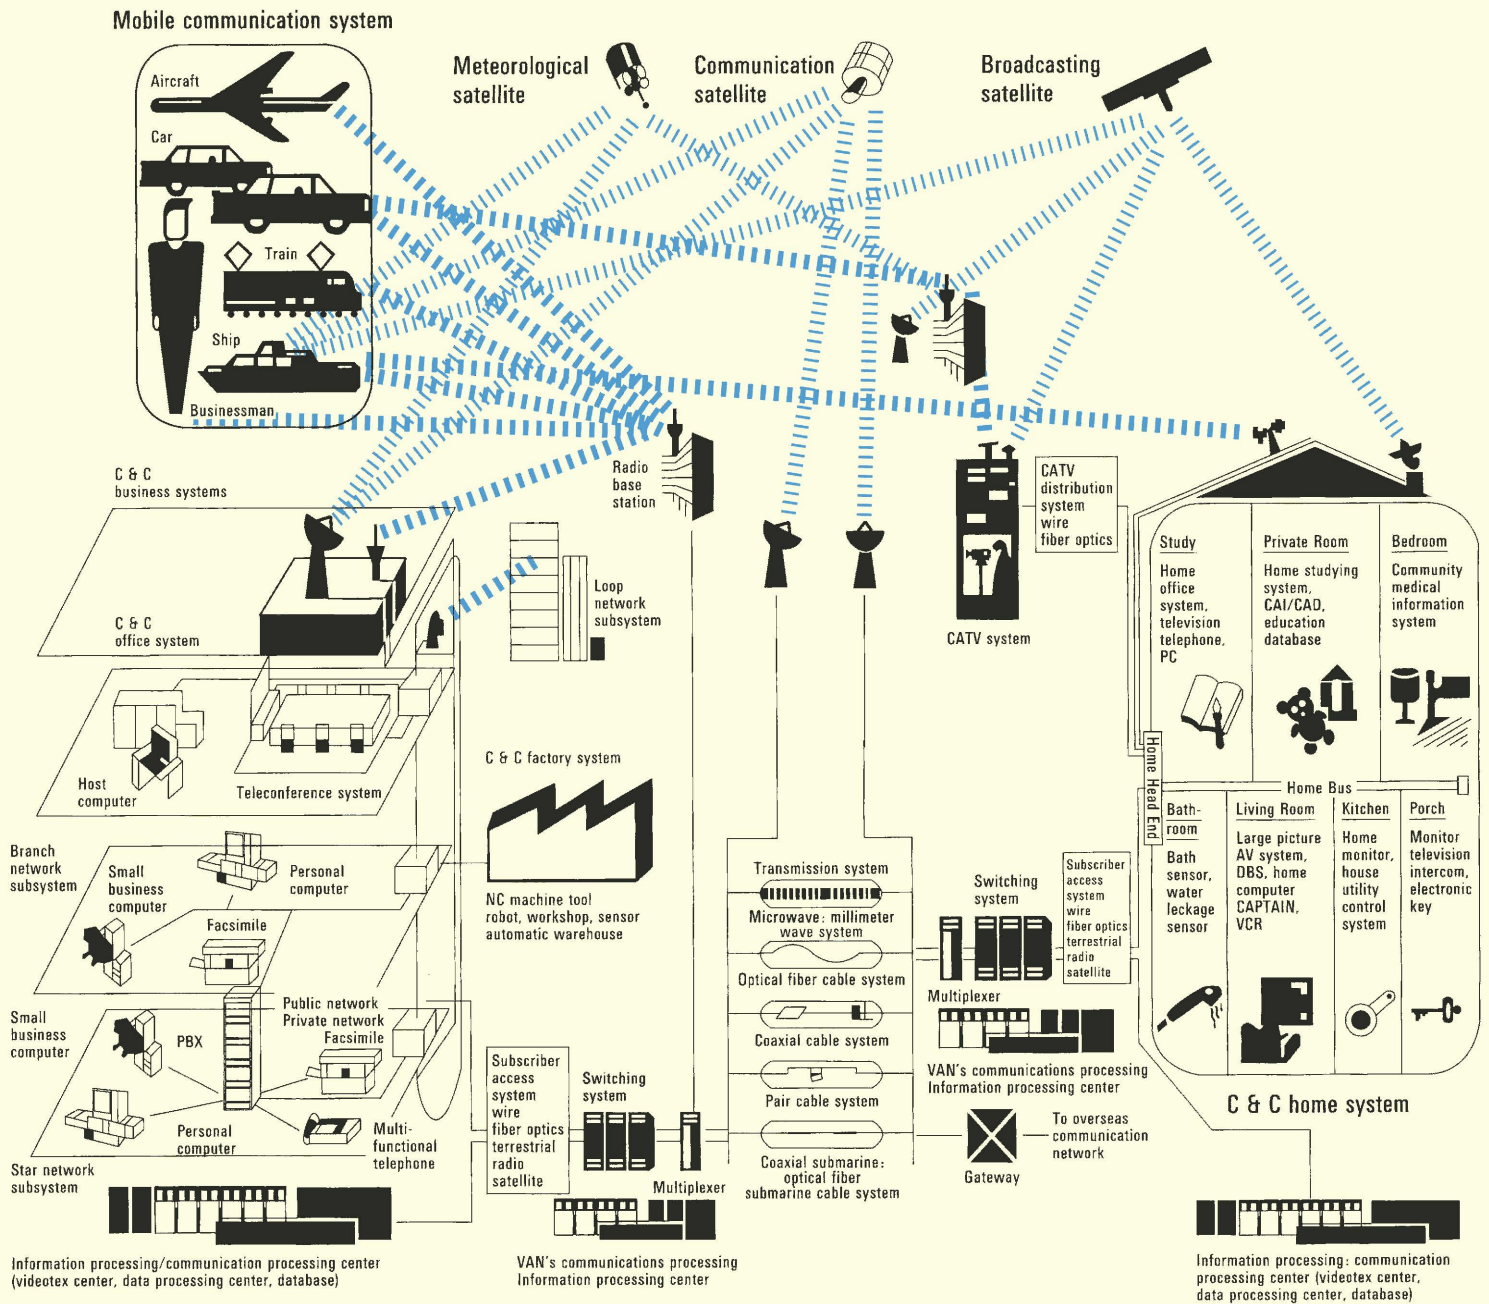 Mobile communication system
Aircraft
Car
Train
Ship
Businessman
Meteorological
satellite
Communication
satellite
Broadcasting
satellite
C & C
business systems
C & C
office system
Radio
base
station
Loop
network
subsystem
CATV
distribution
system
wire
fiber optics
CATV system
Study
Home
office
system,
television
telephone,
PC
Private Room
Home studying
system,
CAI/CAD,
education
database
Bedroom
Community
medical
information
system
Host
computer
Teleconference system
C & C factory system
NC machine tool
robot, workshop, sensor
automatic warehouse
Home Head End
Home Bus
Bath-
room
Bath
sensor,
water
leckage
sensor
Living Room
Large picture
AV system,
DBS, home
computer
CAPTAIN,
VCR
Kitchen
Home
monitor,
house
utility
control
system
Porch
Monitor
television
intercom,
electronic
key
C & C home system
Branch
network
subsystem
Small
business
computer
Personal
computer
Facsimile
Small
business
computer
PBX
Public network
Private network
Facsimile
Personal
computer
Multi-
functional
telephone
Star network
subsystem
Information processing/communication processing center
(videotex center, data processing center, database)
Subscriber
access
system
wire
fiber optics
terrestrial
radio
satellite
Switching
system
Multiplexer
VAN's communications processing
Information processing center
Transmission system
Microwave: millimeter
wave system
Optical fiber cable system
Coaxial cable system
Pair cable system
Coaxial submarine:
optical fiber
submarine cable system
Switching
system
Multiplexer
Subscriber
access
system
wire
fiber optics
terrestrial
radio
satellite
VAN's communications processing
Information processing center
Gateway
To overseas
communication
network
Information processing: communication
processing center (videotex center,
data processing center, database)